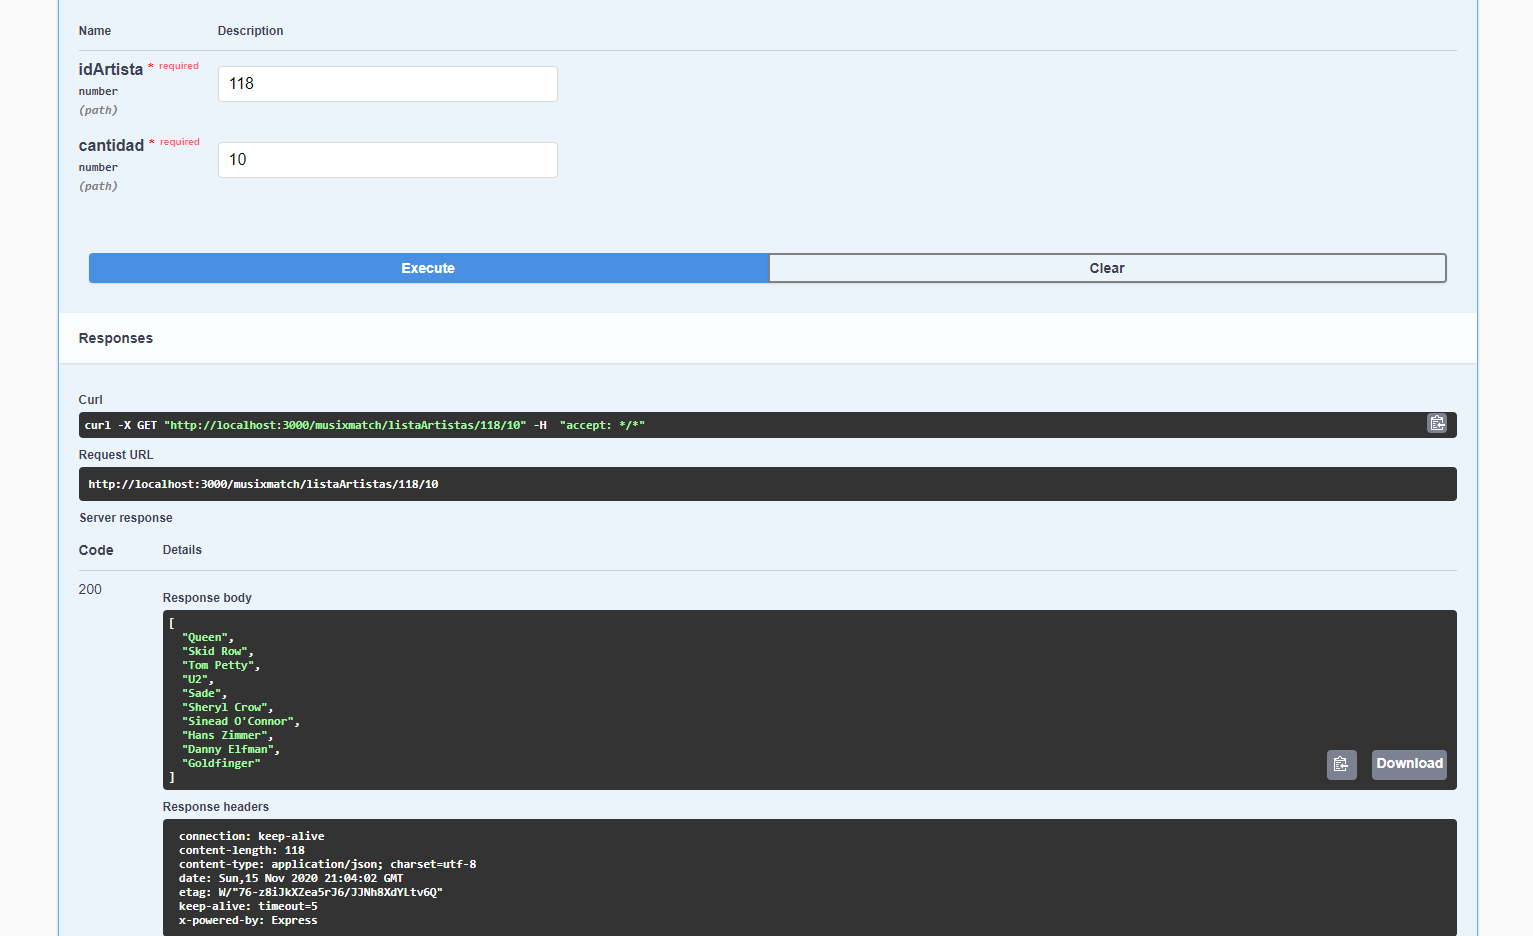 Name Description
idArtista * required
number
(path)
118
cantidad * required
number
(path)
10
Execute Clear
Responses
Curl
curl -X GET "http://localhost:3000/musixmatch/listaArtistas/118/10" -H  "accept: */*"
Request URL
http://localhost:3000/musixmatch/listaArtistas/118/10
Server response
Code Details
200
Response body
[
  "Queen",
  "Skid Row",
  "Tom Petty",
  "U2",
  "Sade",
  "Sheryl Crow",
  "Sinead O'Connor",
  "Hans Zimmer",
  "Danny Elfman",
  "Goldfinger"
]
Download
Response headers
connection: keep-alive
content-length: 118
content-type: application/json; charset=utf-8
date: Sun,15 Nov 2020 21:04:02 GMT
etag: W/"76-z8iJkXZea5rJ6/JJNh8XdYLtv6Q"
keep-alive: timeout=5
x-powered-by: Express